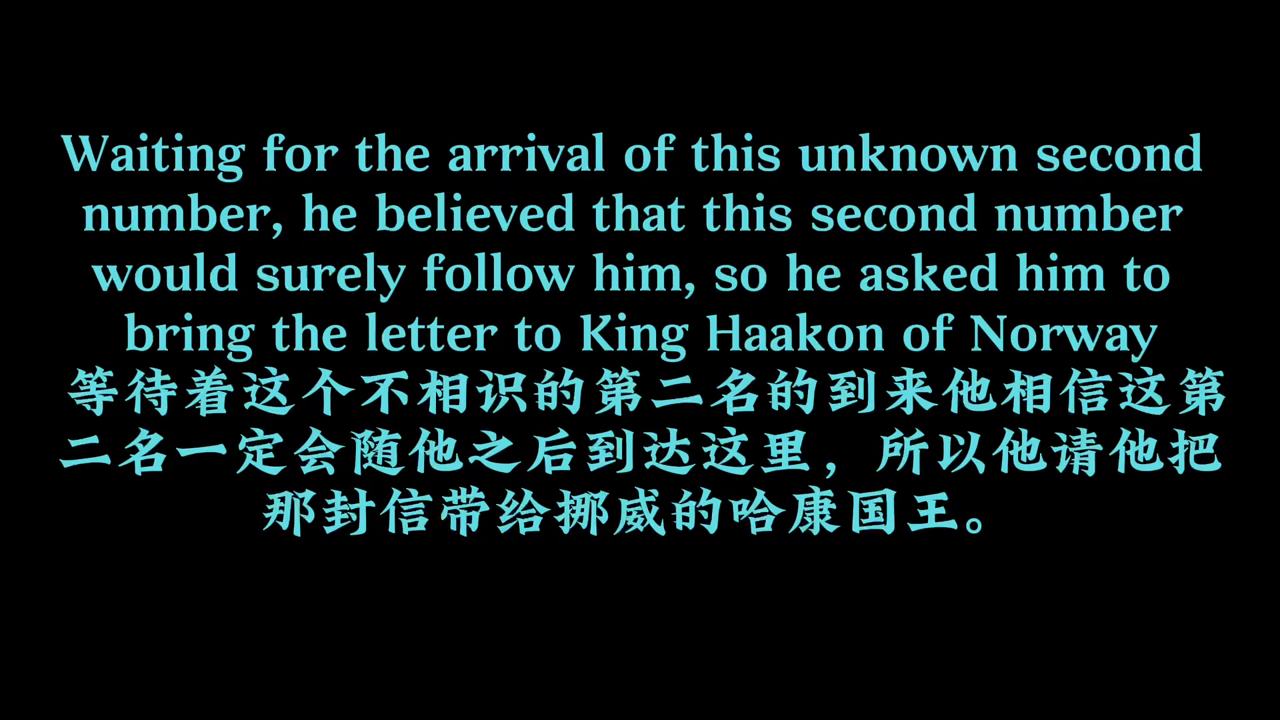 Waiting for the arrival of this unknown second
number, he believed that this second number
would surely follow him, so he asked him to
bring the letter to King Haakon of Norway
等待着这个不相识的第二名的到来他相信这第
二名一定会随他之后到达这里，所以他请他把
那封信带给挪威的哈康国王。